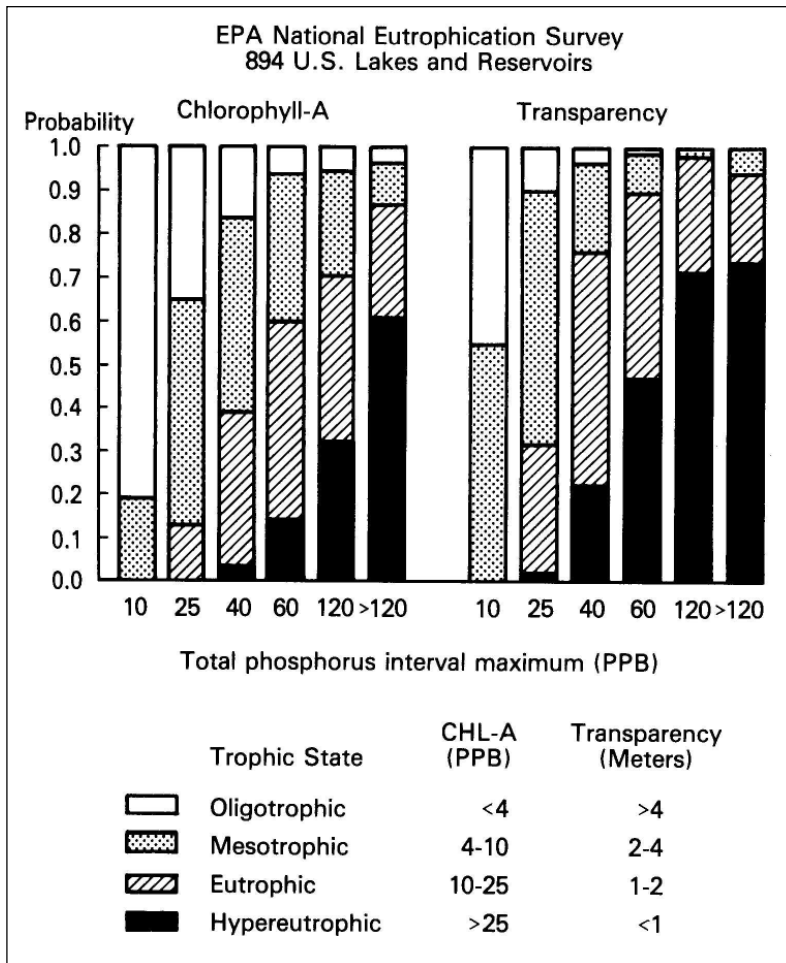 EPA National Eutrophication Survey
894 U.S. Lakes and Reservoirs
Chlorophyll-A
Transparency
Probability
1.0
0.9
0.8
0.7
0.6
0.5
0.4
0.3
0.2
0.1
0.0
10 25 40 60 120 >120 10 25 40 60 120 >120
Total phosphorus interval maximum (PPB)
Trophic State CHL-A (PPB) Transparency (Meters)
Oligotrophic <4 >4
Mesotrophic 4-10 2-4
Eutrophic 10-25 1-2
Hypereutrophic >25 <1